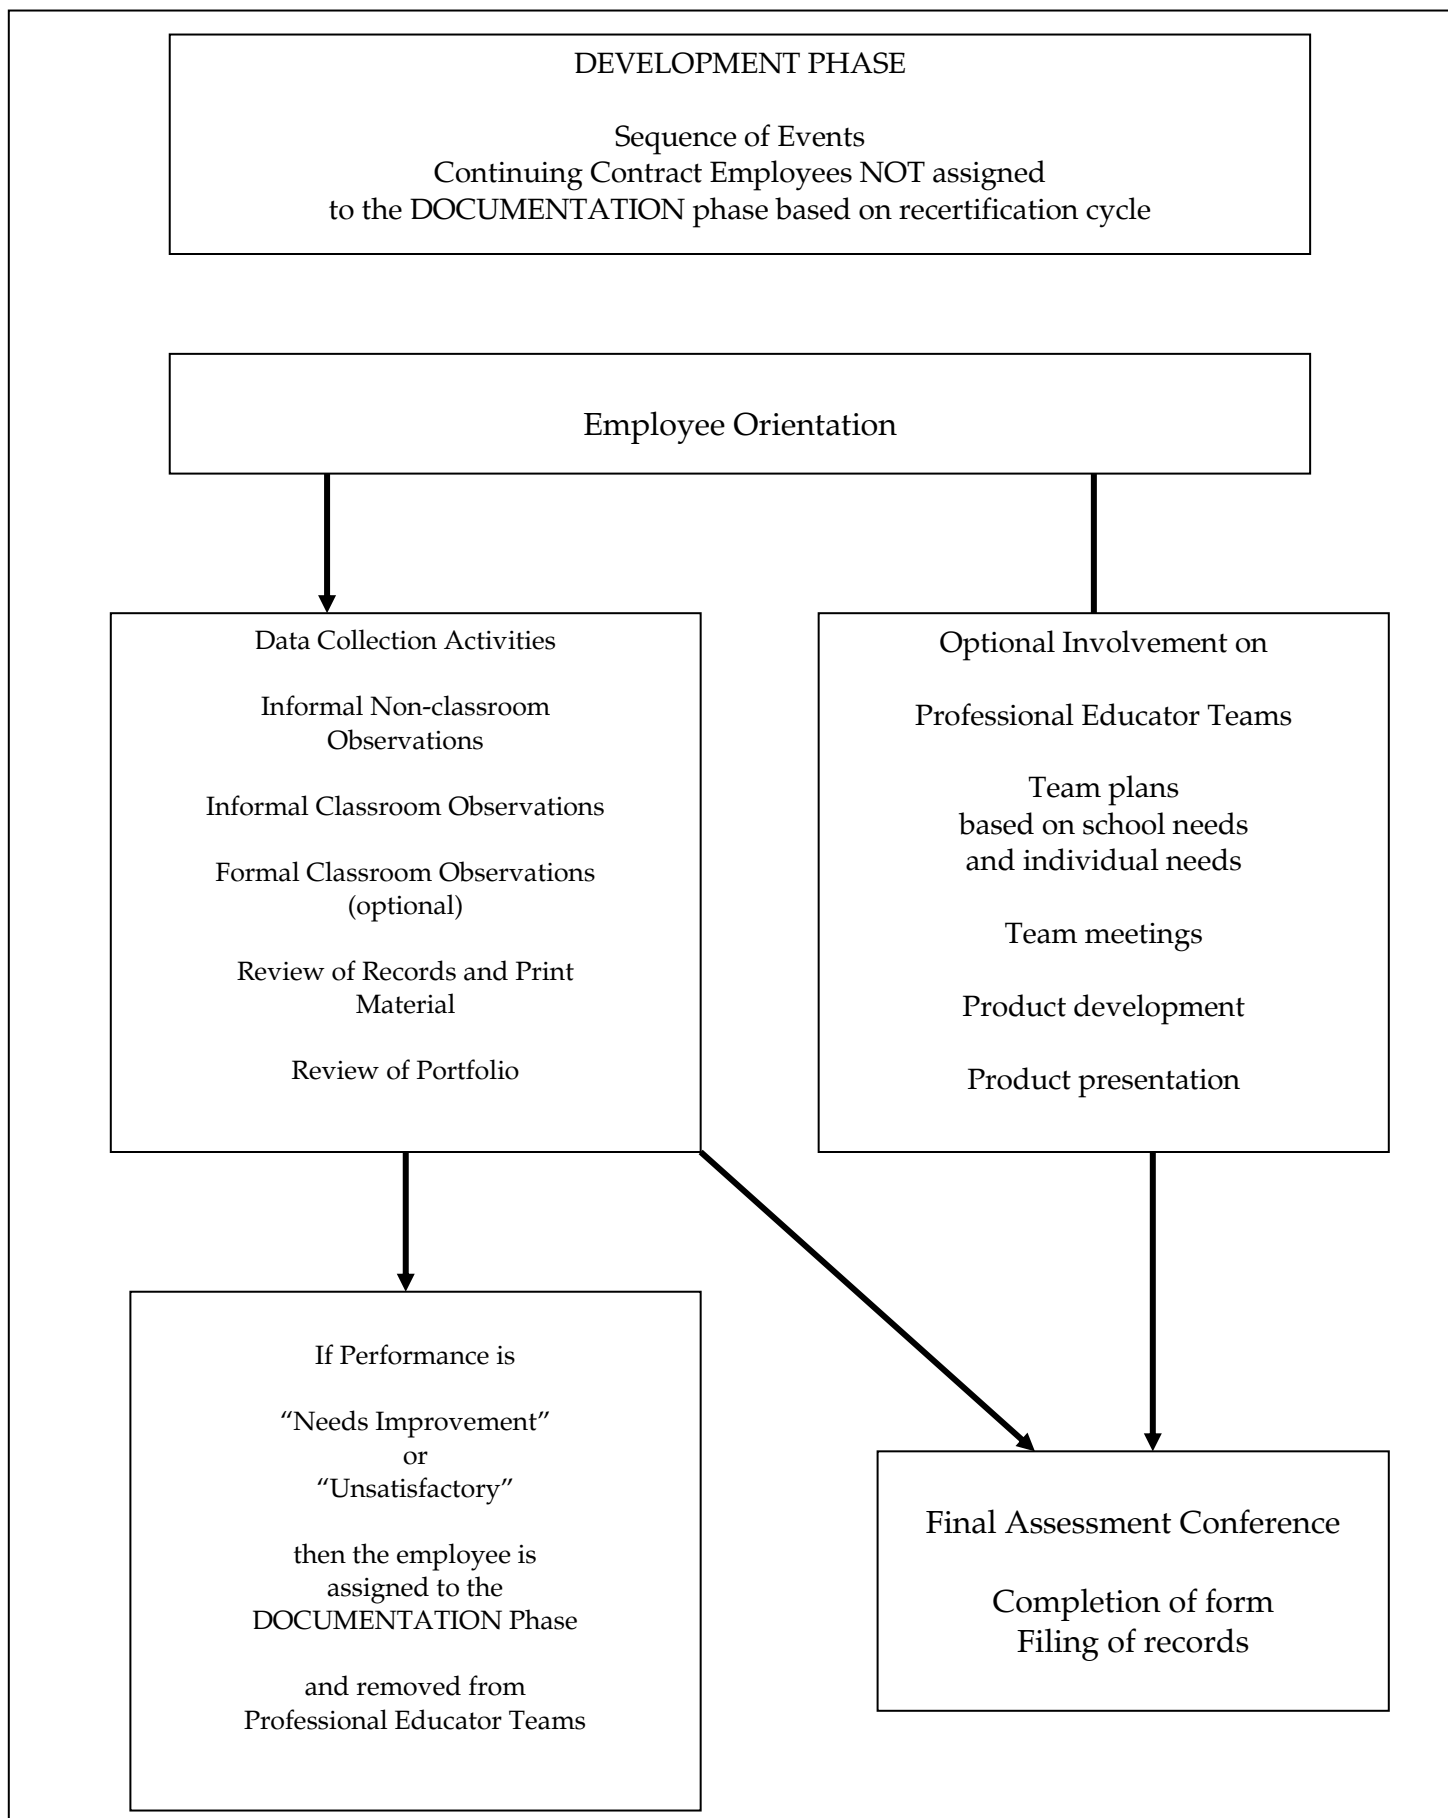 DEVELOPMENT PHASE
Sequence of Events
Continuing Contract Employees NOT assigned
to the DOCUMENTATION phase based on recertification cycle
Employee Orientation
Data Collection Activities
Informal Non-classroom
Observations
Informal Classroom Observations
Formal Classroom Observations
(optional)
Review of Records and Print
Material
Review of Portfolio
Optional Involvement on
Professional Educator Teams
Team plans
based on school needs
and individual needs
Team meetings
Product development
Product presentation
If Performance is
“Needs Improvement”
or
“Unsatisfactory”
then the employee is
assigned to the
DOCUMENTATION Phase
and removed from
Professional Educator Teams
Final Assessment Conference
Completion of form
Filing of records